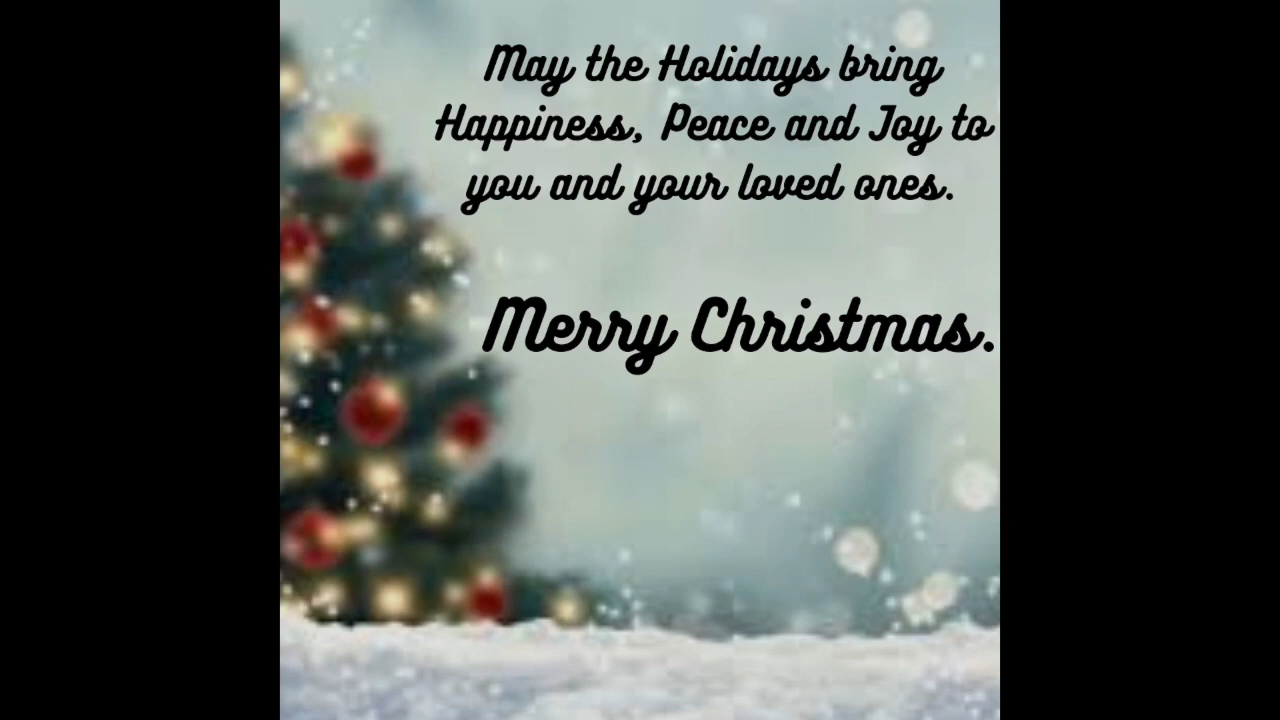 May the Holidays bring
Happiness, Peace and Joy to
you and your loved ones.
Merry Christmas.